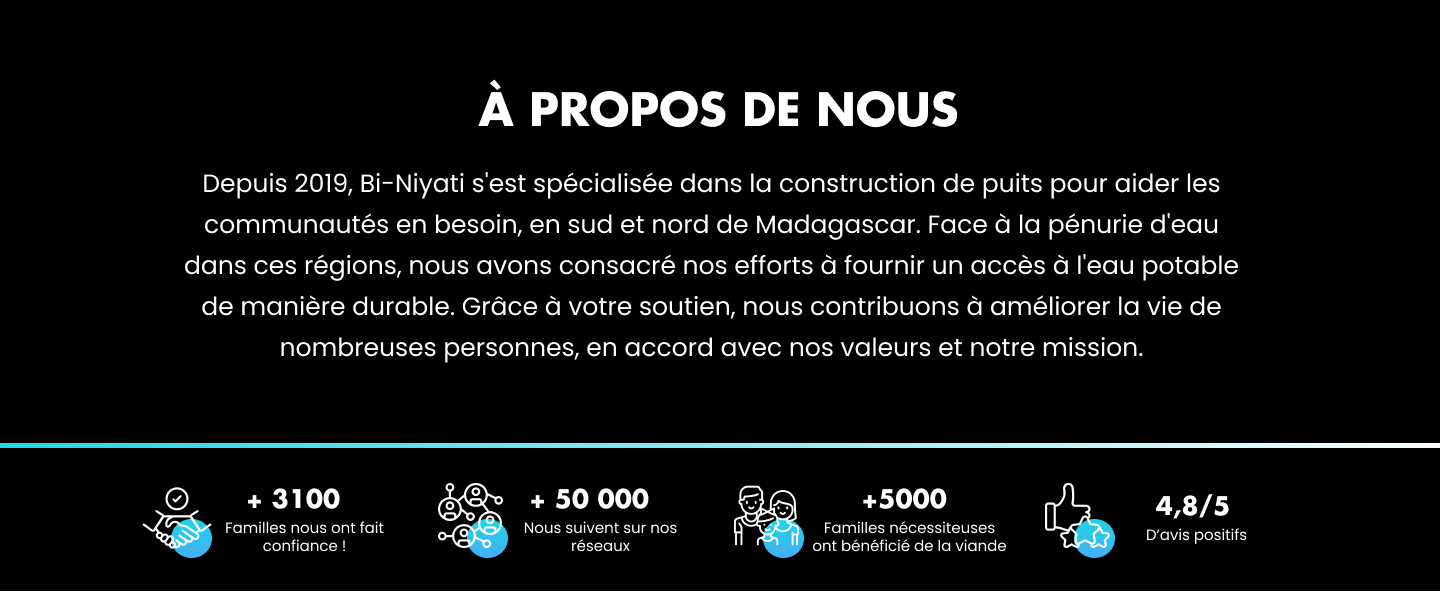 À PROPOS DE NOUS
Depuis 2019, Bi-Niyati s'est spécialisée dans la construction de puits pour aider les
communautés en besoin, en sud et nord de Madagascar. Face à la pénurie d'eau
dans ces régions, nous avons consacré nos efforts à fournir un accès à l'eau potable
de manière durable. Grâce à votre soutien, nous contribuons à améliorer la vie de
nombreuses personnes, en accord avec nos valeurs et notre mission.
+ 3100
Familles nous ont fait
confiance !
+ 50 000
Nous suivent sur nos
réseaux
+5000
Familles nécessiteuses
ont bénéficié de la viande
4,8/5
D’avis positifs